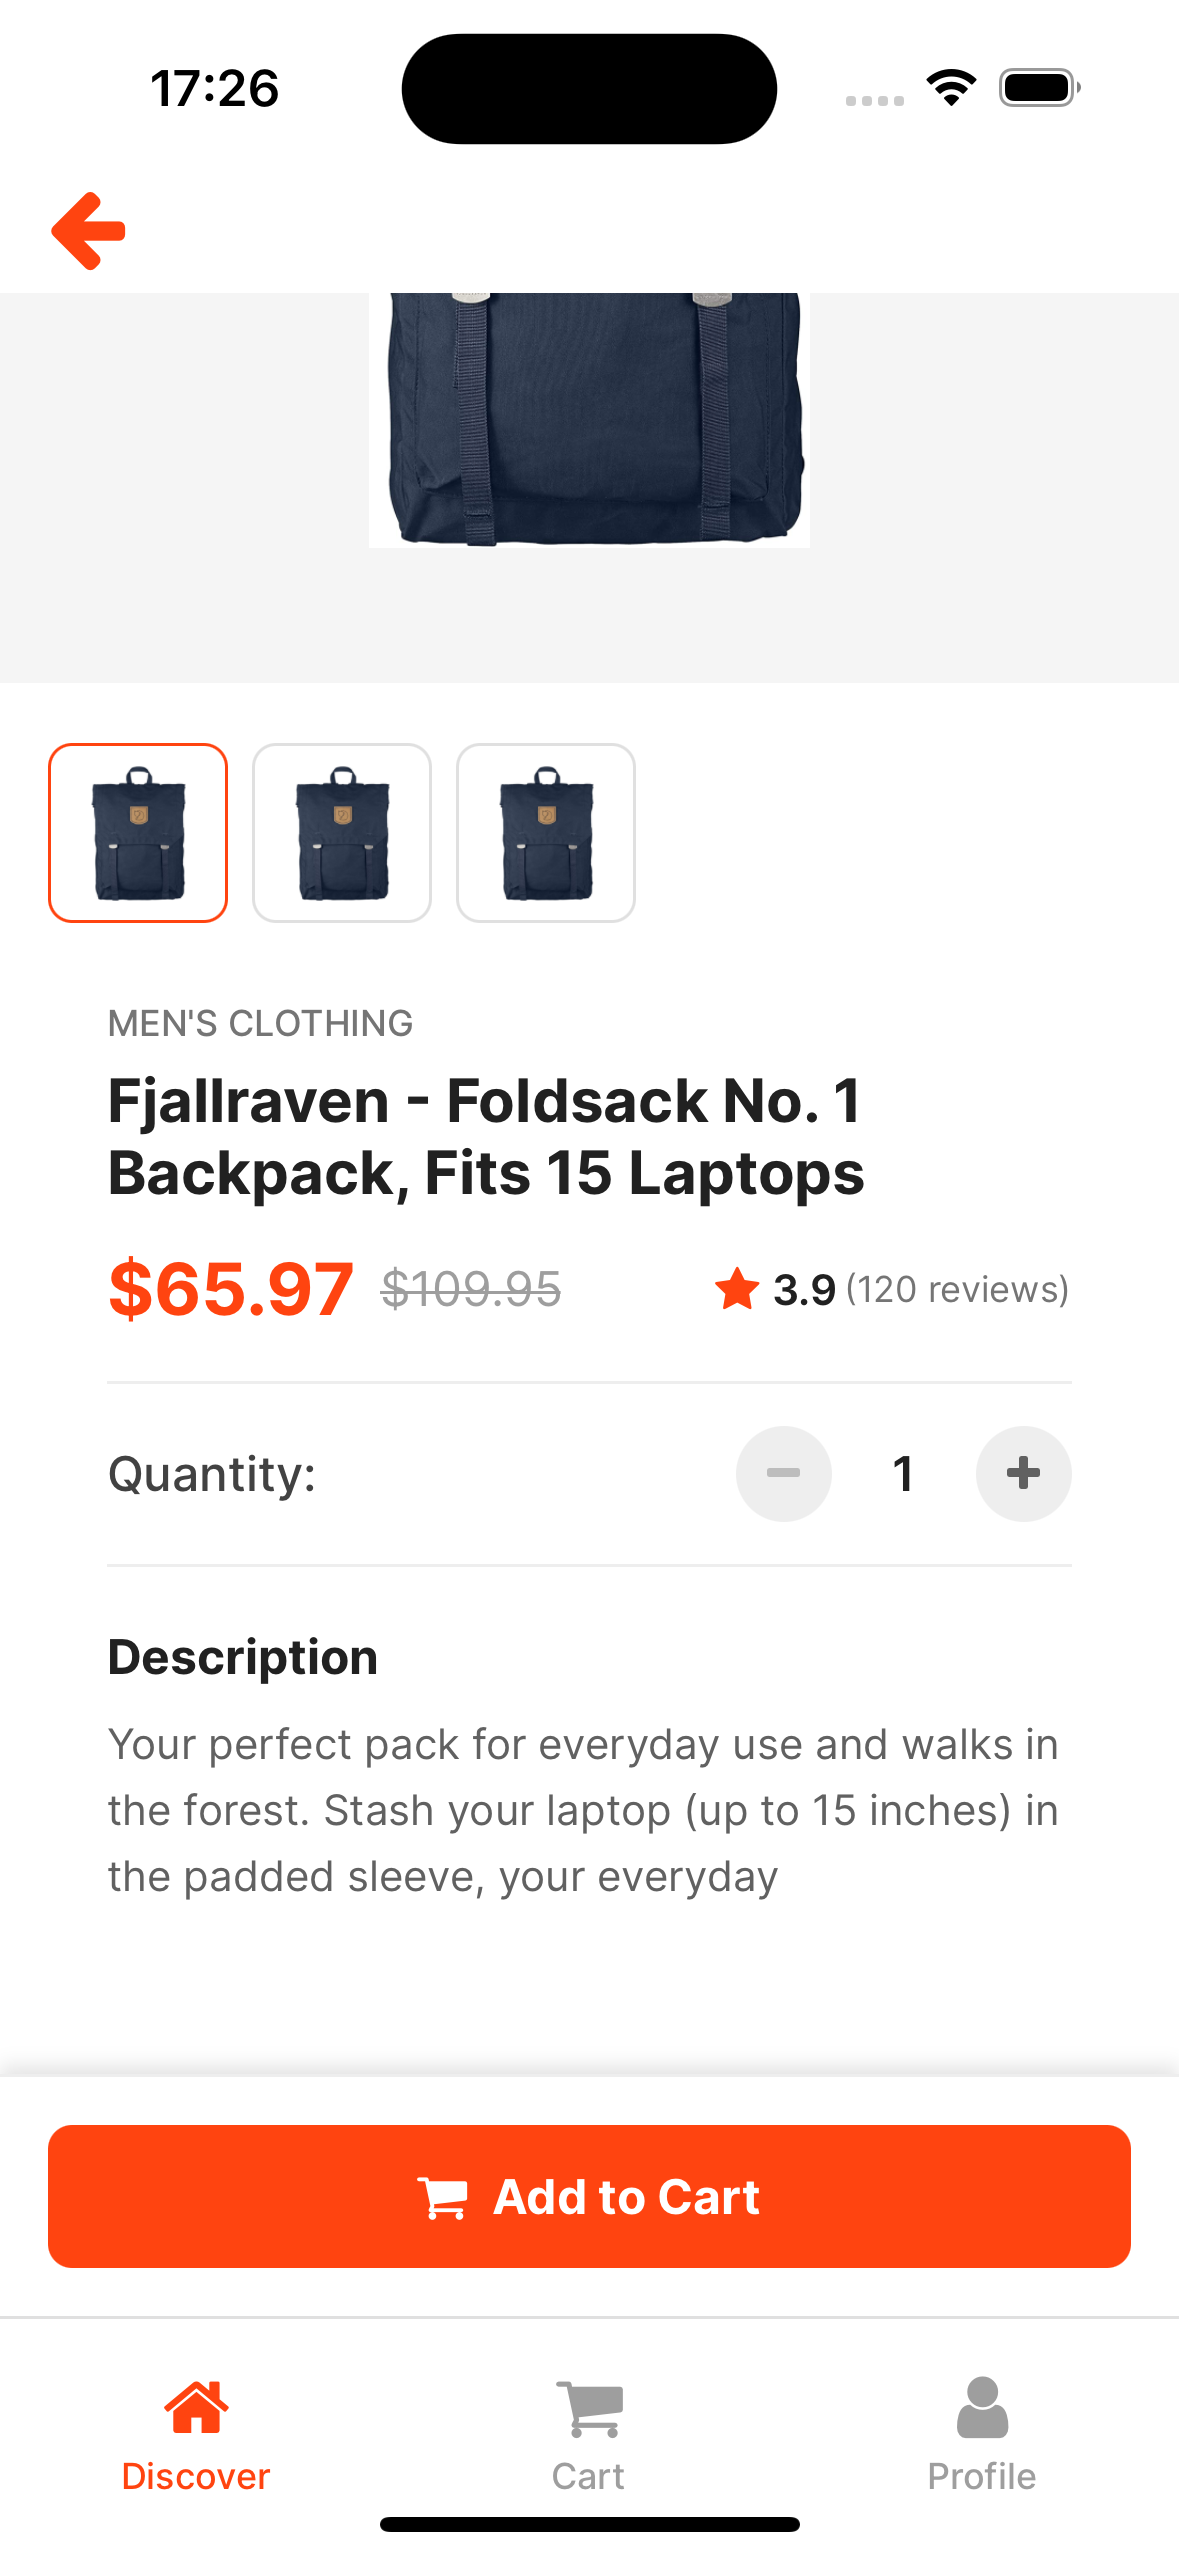 17:26
MEN'S CLOTHING
Fjallraven - Foldsack No. 1
Backpack, Fits 15 Laptops
$65.97 $109.95 3.9 (120 reviews)
Quantity: 1
Description
Your perfect pack for everyday use and walks in
the forest. Stash your laptop (up to 15 inches) in
the padded sleeve, your everyday
Add to Cart
Discover Cart Profile